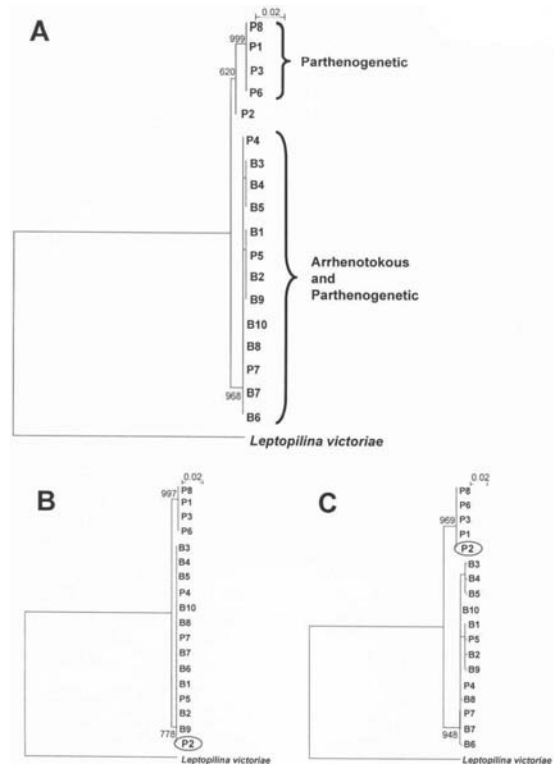 0.02
A
P8
999
P1
Parthenogenetic
P3
620
P6
P2
P4
B3
B4
B5
B1
P5
Arrhenotokous
and
Parthenogenetic
B2
B9
B10
B8
P7
B7
968
B6
Leptopilina victoriae
B
0.02
997
P8
P1
P3
P6
B3
B4
B5
P4
B10
B8
P7
B7
B6
B1
P5
B2
B9
778
P2
Leptopilina victoriae
C
0.02
P8
P6
969
P3
P1
P2
B3
B4
B5
B10
B1
P5
B2
B9
P4
B8
P7
B7
948
B6
Leptopilina victoriae